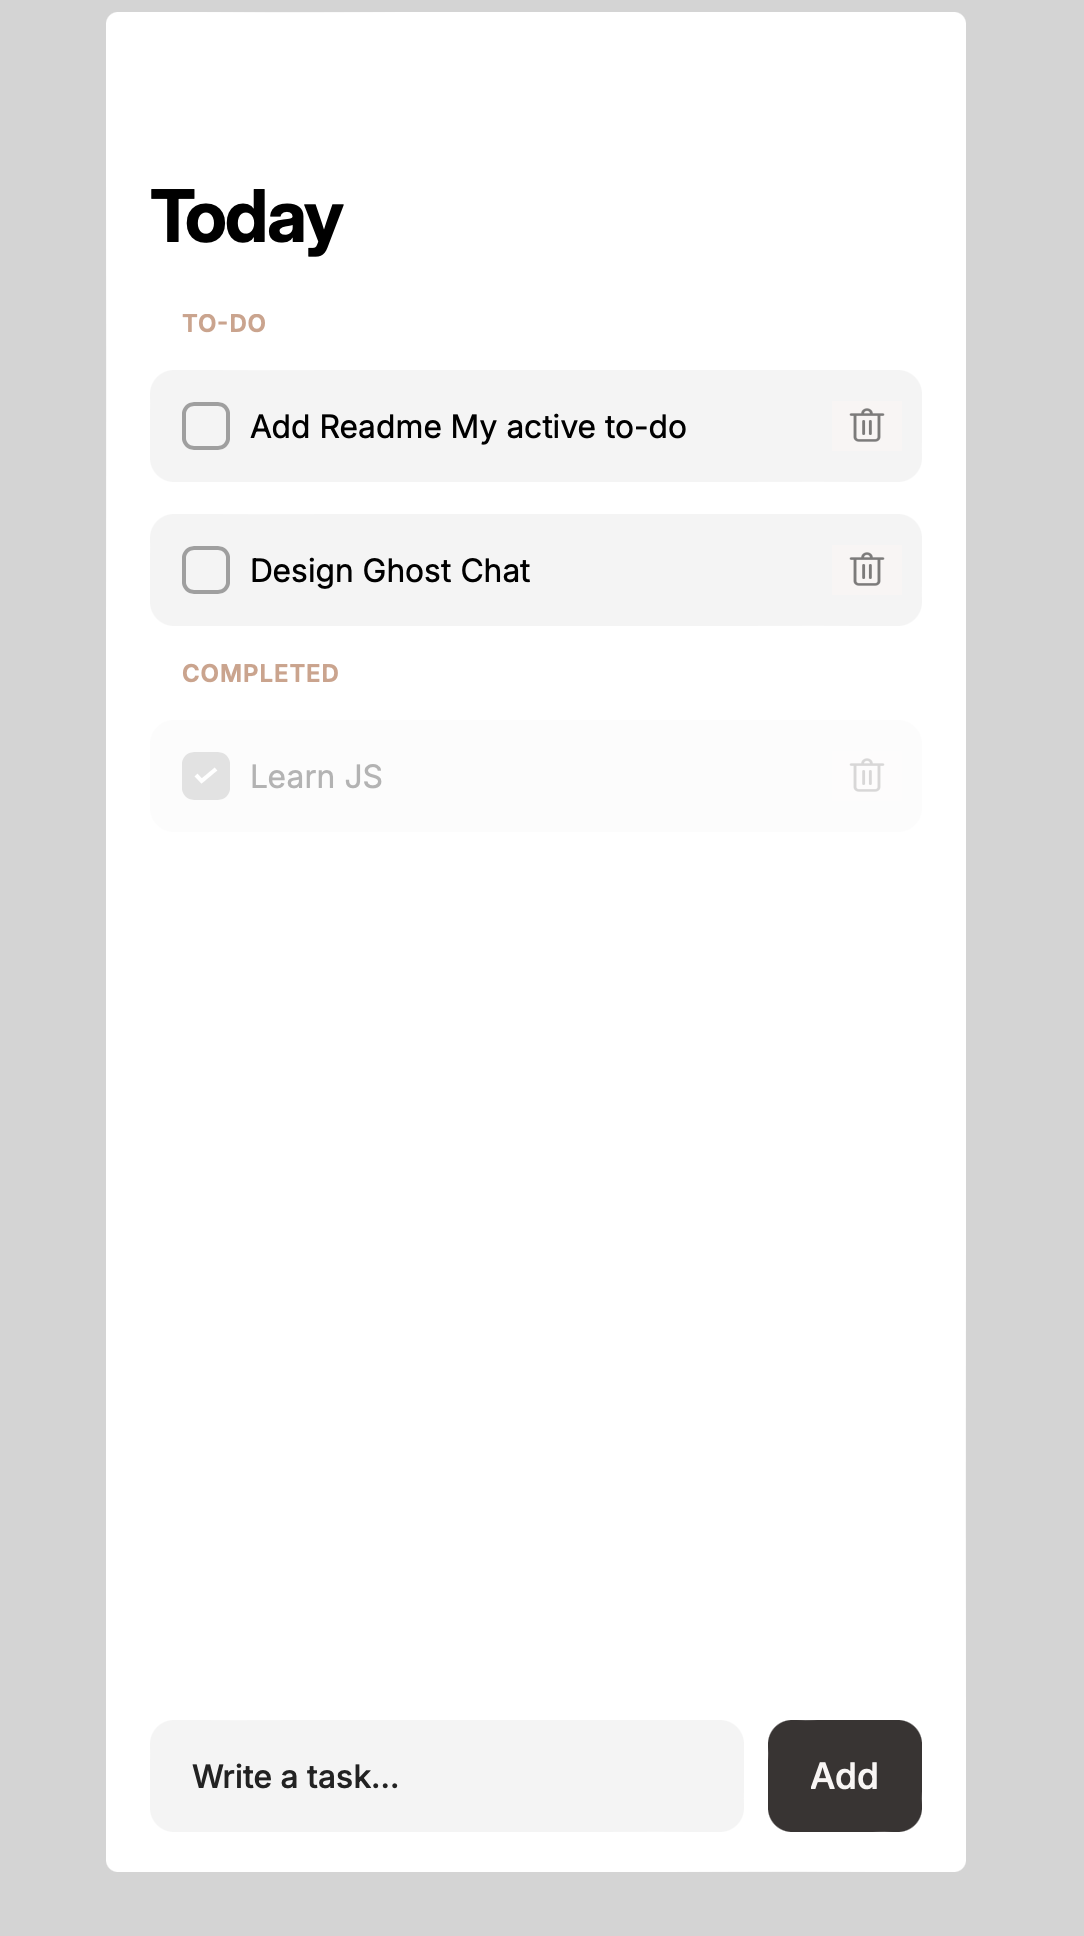 Today
TO-DO
Add Readme My active to-do
Design Ghost Chat
COMPLETED
Learn JS
Write a task...
Add